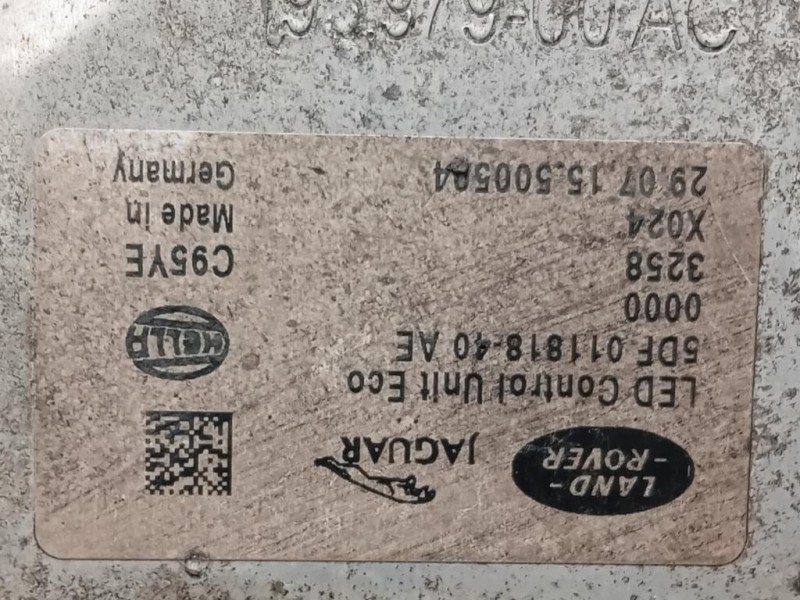 LAND-
-ROVER
JAGUAR
LED Control Unit Eco
5DF 011818-40 AE
0000
3258
X024
29.07.15.500504
HELLA
C95YE
Made in
Germany